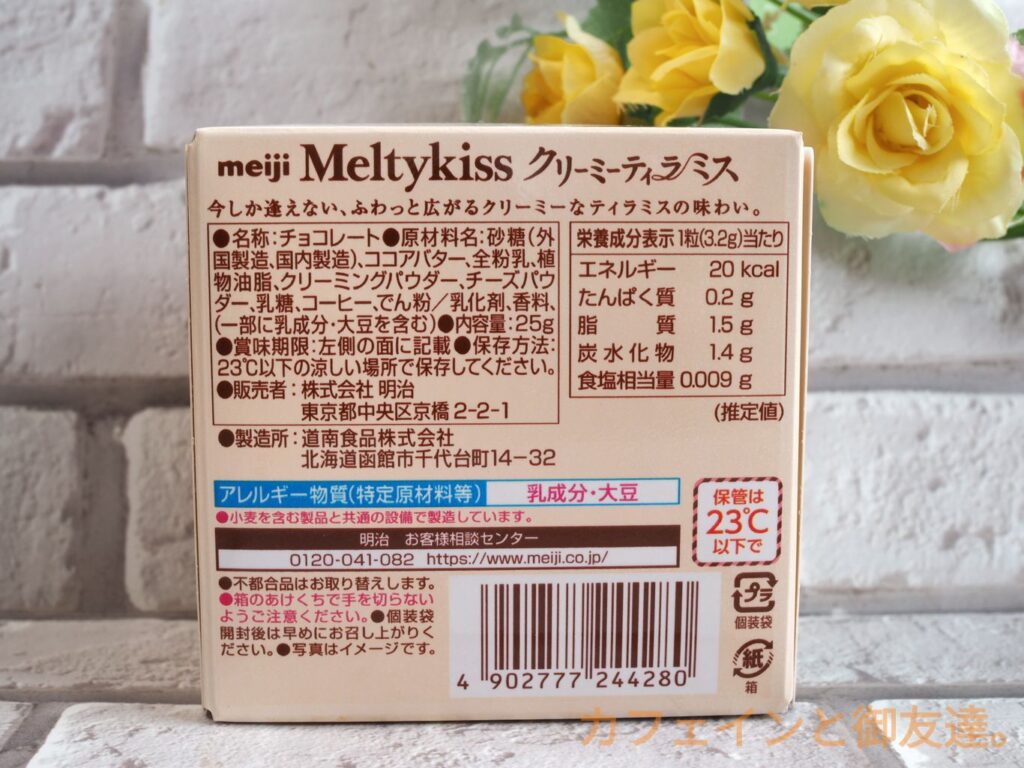 meiji Meltykiss クリーミーティラミス
今しか逢えない、ふわっと広がるクリーミーなティラミスの味わい。
●名称:チョコレート●原材料名:砂糖(外
国製造、国内製造)、ココアバター、全粉乳、植
物油脂、クリーミングパウダー、チーズパウ
ダー、乳糖、コーヒー、でん粉/乳化剤、香料、
(一部に乳成分・大豆を含む)●内容量:25g
●賞味期限:左側の面に記載●保存方法:
23℃以下の涼しい場所で保存してください。
●販売者:株式会社 明治
東京都中央区京橋2-2-1
●製造所:道南食品株式会社
北海道函館市千代台町14-32
栄養成分表示 1粒(3.2g)当たり
エネルギー 20 kcal
たんぱく質 0.2 g
脂質 1.5 g
炭水化物 1.4 g
食塩相当量 0.009 g
(推定値)
アレルギー物質(特定原材料等) 乳成分・大豆
●小麦を含む製品と共通の設備で製造しています。
明治 お客様相談センター
0120-041-082 https://www.meiji.co.jp/
保管は
23℃
以下で
●不都合品はお取り替えします。
●箱のあけくちで手を切らない
ようご注意ください。●個装袋
開封後は早めにお召し上がりく
ださい。●写真はイメージです。
4 902777 244280
プラ
個装袋
紙
箱
カフェインと御友達。